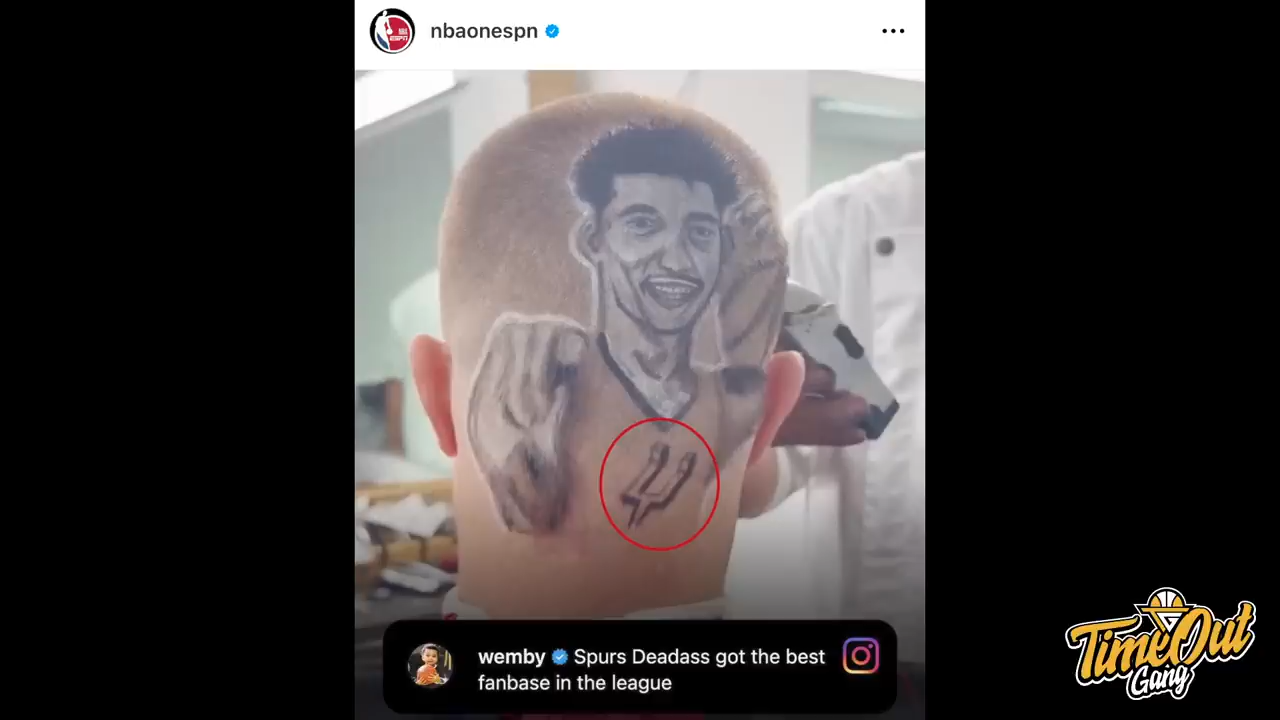 nbaonespn
wemby Spurs Deadass got the best
fanbase in the league
TimeOut
Gang